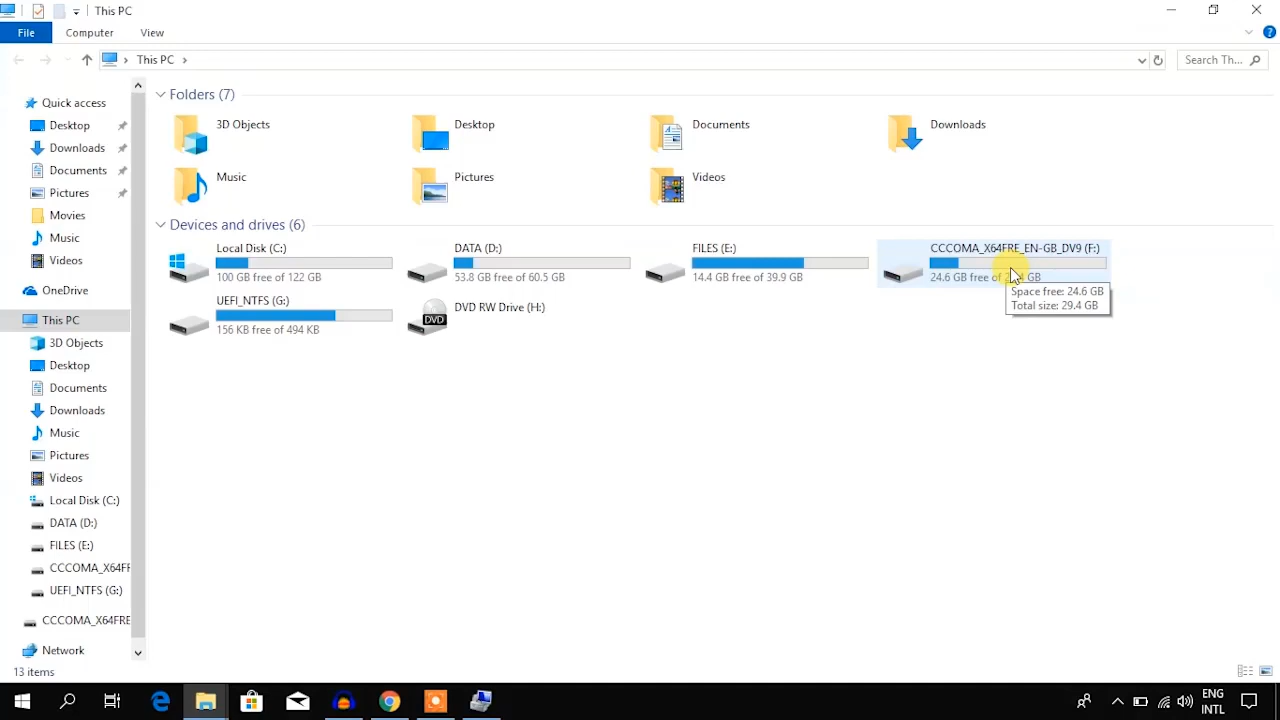 This PC
File
Computer
View
This PC
Search Th...
Quick access
Desktop
Downloads
Documents
Pictures
Movies
Music
Videos
OneDrive
This PC
3D Objects
Desktop
Documents
Downloads
Music
Pictures
Videos
Local Disk (C:)
DATA (D:)
FILES (E:)
CCCOMA_X64FF
UEFI_NTFS (G:)
CCCOMA_X64FRE
Network
Folders (7)
3D Objects
Desktop
Documents
Downloads
Music
Pictures
Videos
Devices and drives (6)
Local Disk (C:)
100 GB free of 122 GB
DATA (D:)
53.8 GB free of 60.5 GB
FILES (E:)
14.4 GB free of 39.9 GB
CCCOMA_X64FRE_EN-GB_DV9 (F:)
24.6 GB free of GB
Space free: 24.6 GB
Total size: 29.4 GB
UEFI_NTFS (G:)
156 KB free of 494 KB
DVD RW Drive (H:)
DVD
13 items
ENG
INTL